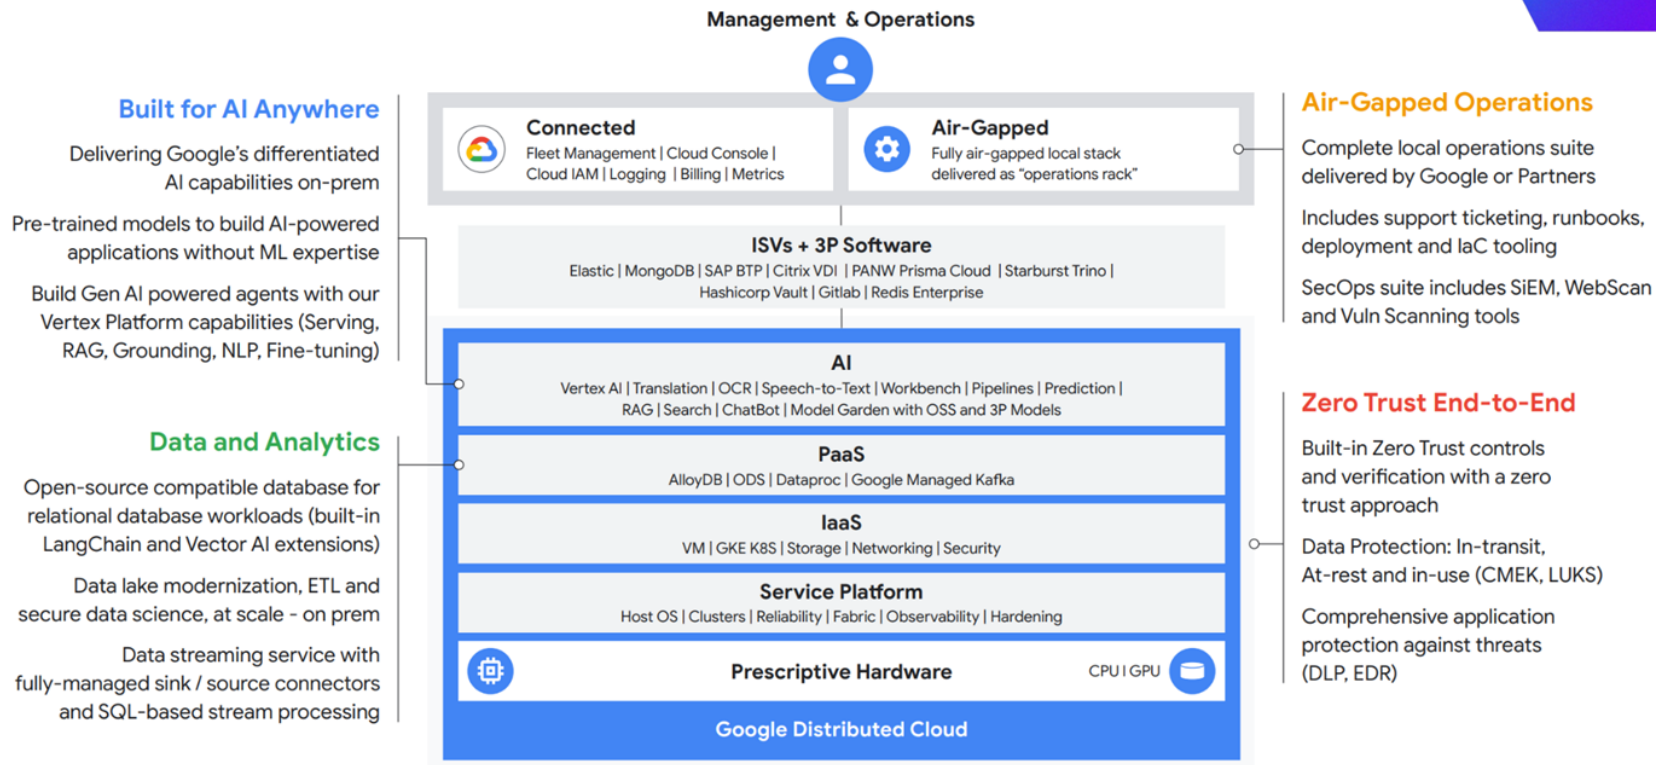 Management & Operations
Built for AI Anywhere
Delivering Google's differentiated
AI capabilities on-prem
Pre-trained models to build AI-powered
applications without ML expertise
Build Gen AI powered agents with our
Vertex Platform capabilities (Serving,
RAG, Grounding, NLP, Fine-tuning)
Data and Analytics
Open-source compatible database for
relational database workloads (built-in
LangChain and Vector AI extensions)
Data lake modernization, ETL and
secure data science, at scale - on prem
Data streaming service with
fully-managed sink / source connectors
and SQL-based stream processing
Connected
Fleet Management | Cloud Console |
Cloud IAM | Logging | Billing | Metrics
Air-Gapped
Fully air-gapped local stack
delivered as “operations rack”
ISVs + 3P Software
Elastic | MongoDB | SAP BTP | Citrix VDI | PANW Prisma Cloud | Starburst Trino |
Hashicorp Vault | Gitlab | Redis Enterprise
AI
Vertex AI | Translation | OCR | Speech-to-Text | Workbench | Pipelines | Prediction |
RAG | Search | ChatBot | Model Garden with OSS and 3P Models
PaaS
AlloyDB | ODS | Dataproc | Google Managed Kafka
IaaS
VM | GKE K8S | Storage | Networking | Security
Service Platform
Host OS | Clusters | Reliability | Fabric | Observability | Hardening
Prescriptive Hardware
CPU | GPU
Google Distributed Cloud
Air-Gapped Operations
Complete local operations suite
delivered by Google or Partners
Includes support ticketing, runbooks,
deployment and IaC tooling
SecOps suite includes SiEM, WebScan
and Vuln Scanning tools
Zero Trust End-to-End
Built-in Zero Trust controls
and verification with a zero
trust approach
Data Protection: In-transit,
At-rest and in-use (CMEK, LUKS)
Comprehensive application
protection against threats
(DLP, EDR)